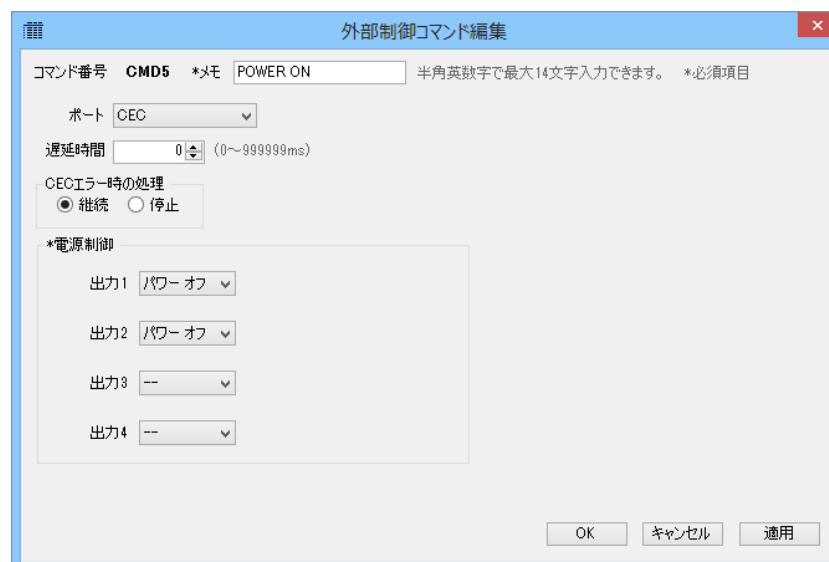 外部制御コマンド編集
コマンド番号 CMD5 *メモ POWER ON 半角英数字で最大14文字入力できます。 *必須項目
ポート CEC
遅延時間 0 (0～999999ms)
CECエラー時の処理
継続 停止
*電源制御
出力1 パワー オフ
出力2 パワー オフ
出力3 --
出力4 --
OK キャンセル 適用